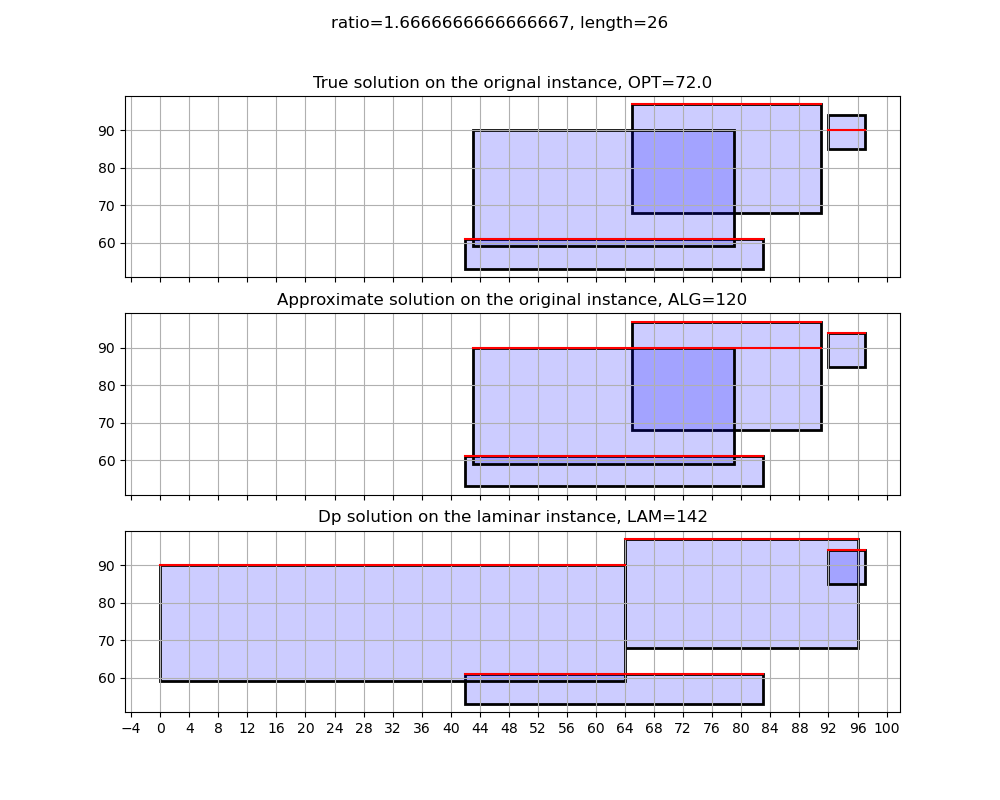 ratio=1.6666666666666667, length=26
True solution on the orignal instance, OPT=72.0
90
80
70
60
Approximate solution on the original instance, ALG=120
90
80
70
60
Dp solution on the laminar instance, LAM=142
90
80
70
60
−4 0 4 8 12 16 20 24 28 32 36 40 44 48 52 56 60 64 68 72 76 80 84 88 92 96 100